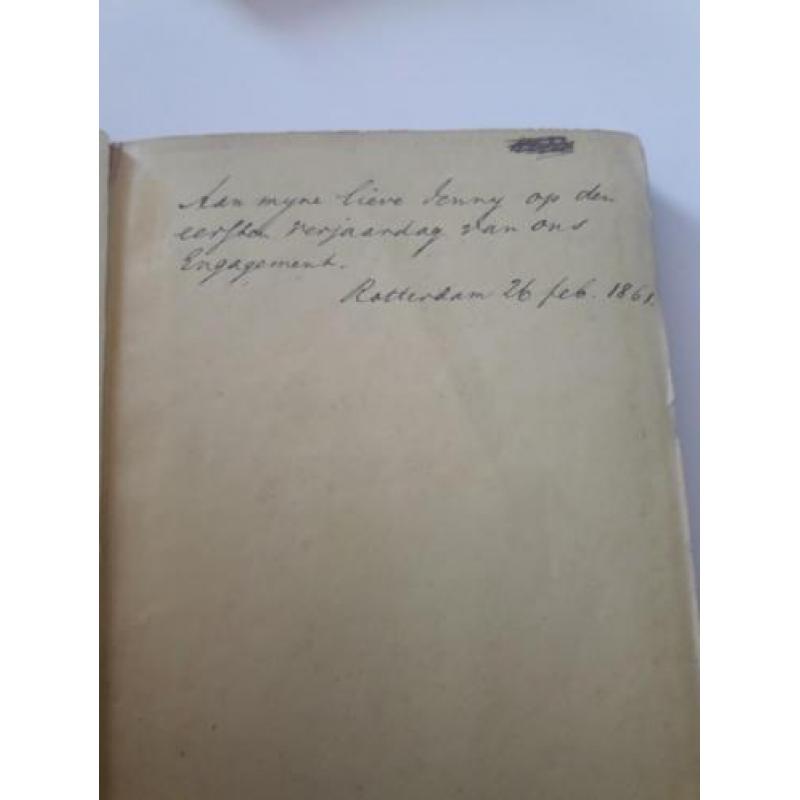 Aan myne lieve Jenny op den
eersten verjaardag van ons
Engagement.
Rotterdam 26 feb. 1861.